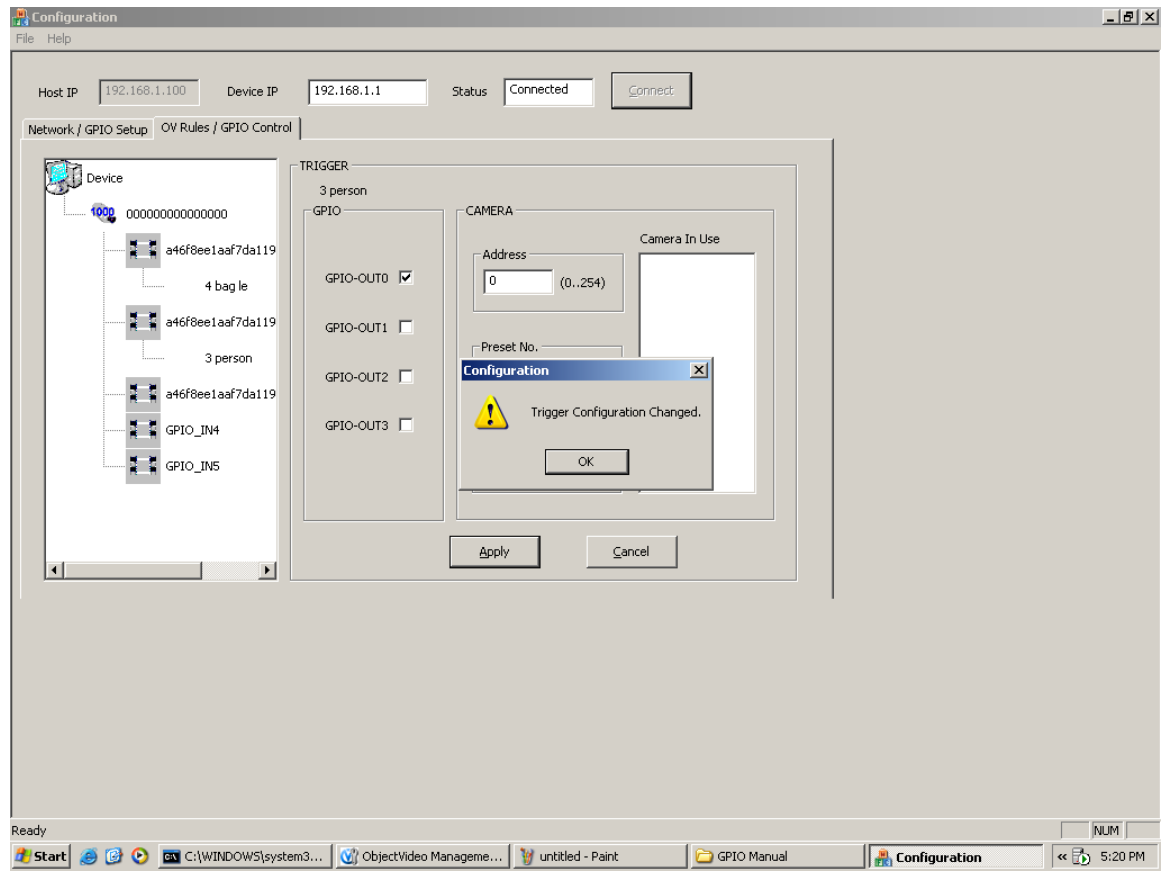 Configuration
File Help
Host IP 192.168.1.100 Device IP 192.168.1.1 Status Connected Connect
Network / GPIO Setup OV Rules / GPIO Control
Device
1000 000000000000000
a46f8ee1aaf7da119
4 bag le
a46f8ee1aaf7da119
3 person
a46f8ee1aaf7da119
GPIO_IN4
GPIO_IN5
TRIGGER
3 person
GPIO
GPIO-OUT0
GPIO-OUT1
GPIO-OUT2
GPIO-OUT3
CAMERA
Address
0 (0..254)
Preset No.
Camera In Use
Configuration
Trigger Configuration Changed.
OK
Apply Cancel
Ready NUM
Start C:\WINDOWS\system3... ObjectVideo Manageme... untitled - Paint GPIO Manual Configuration « 5:20 PM